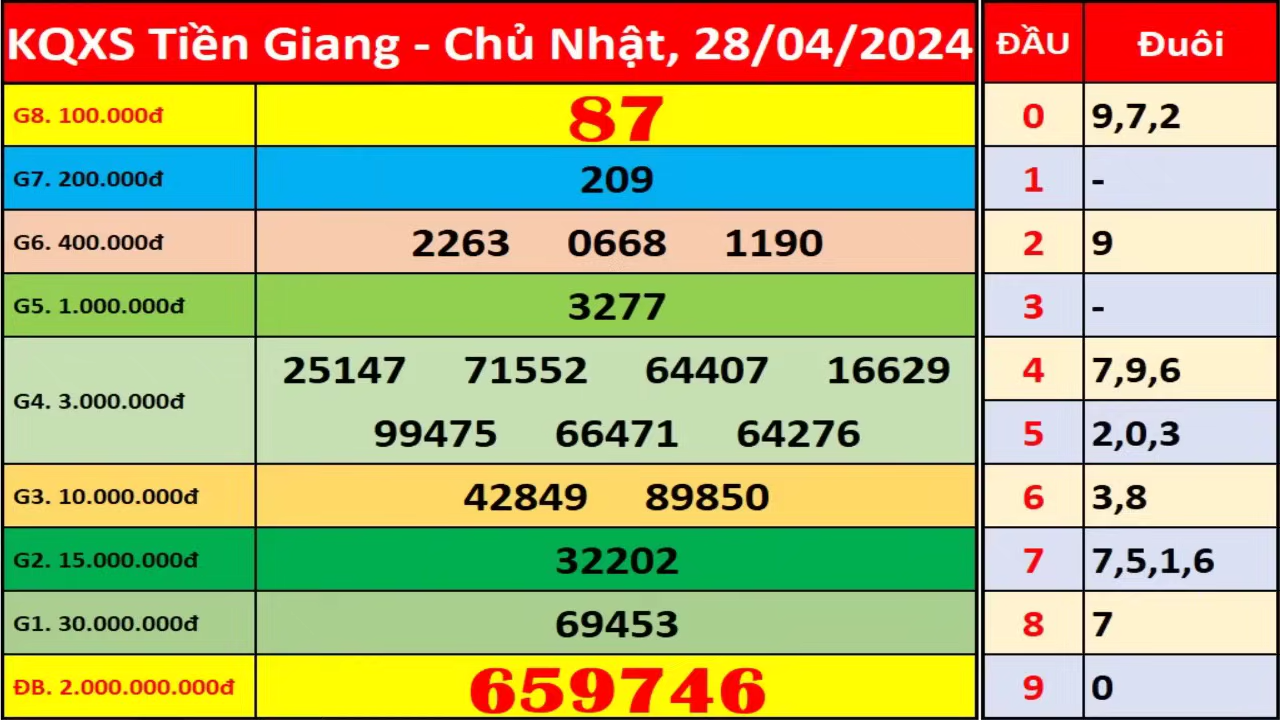 KQXS Tiền Giang - Chủ Nhật, 28/04/2024
G8. 100.000đ 87
G7. 200.000đ 209
G6. 400.000đ 2263 0668 1190
G5. 1.000.000đ 3277
G4. 3.000.000đ 25147 71552 64407 16629
99475 66471 64276
G3. 10.000.000đ 42849 89850
G2. 15.000.000đ 32202
G1. 30.000.000đ 69453
ĐB. 2.000.000.000đ 659746
ĐẦU Đuôi
0 9,7,2
1 -
2 9
3 -
4 7,9,6
5 2,0,3
6 3,8
7 7,5,1,6
8 7
9 0